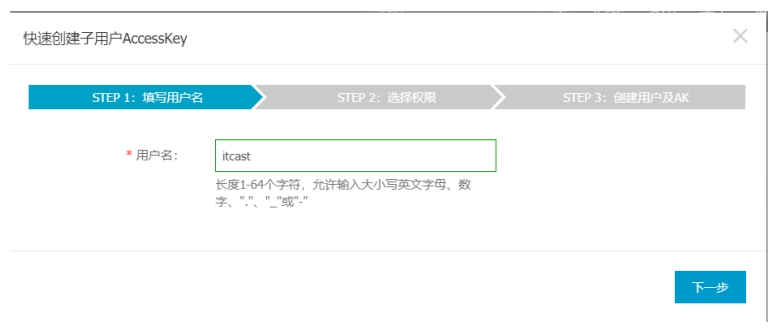 快速创建子用户AccessKey
STEP 1：填写用户名
STEP 2：选择权限
STEP 3：创建用户及AK
* 用户名：
itcast
长度1-64个字符，允许输入大小写英文字母、数
字、"."、"_"或"-"
下一步